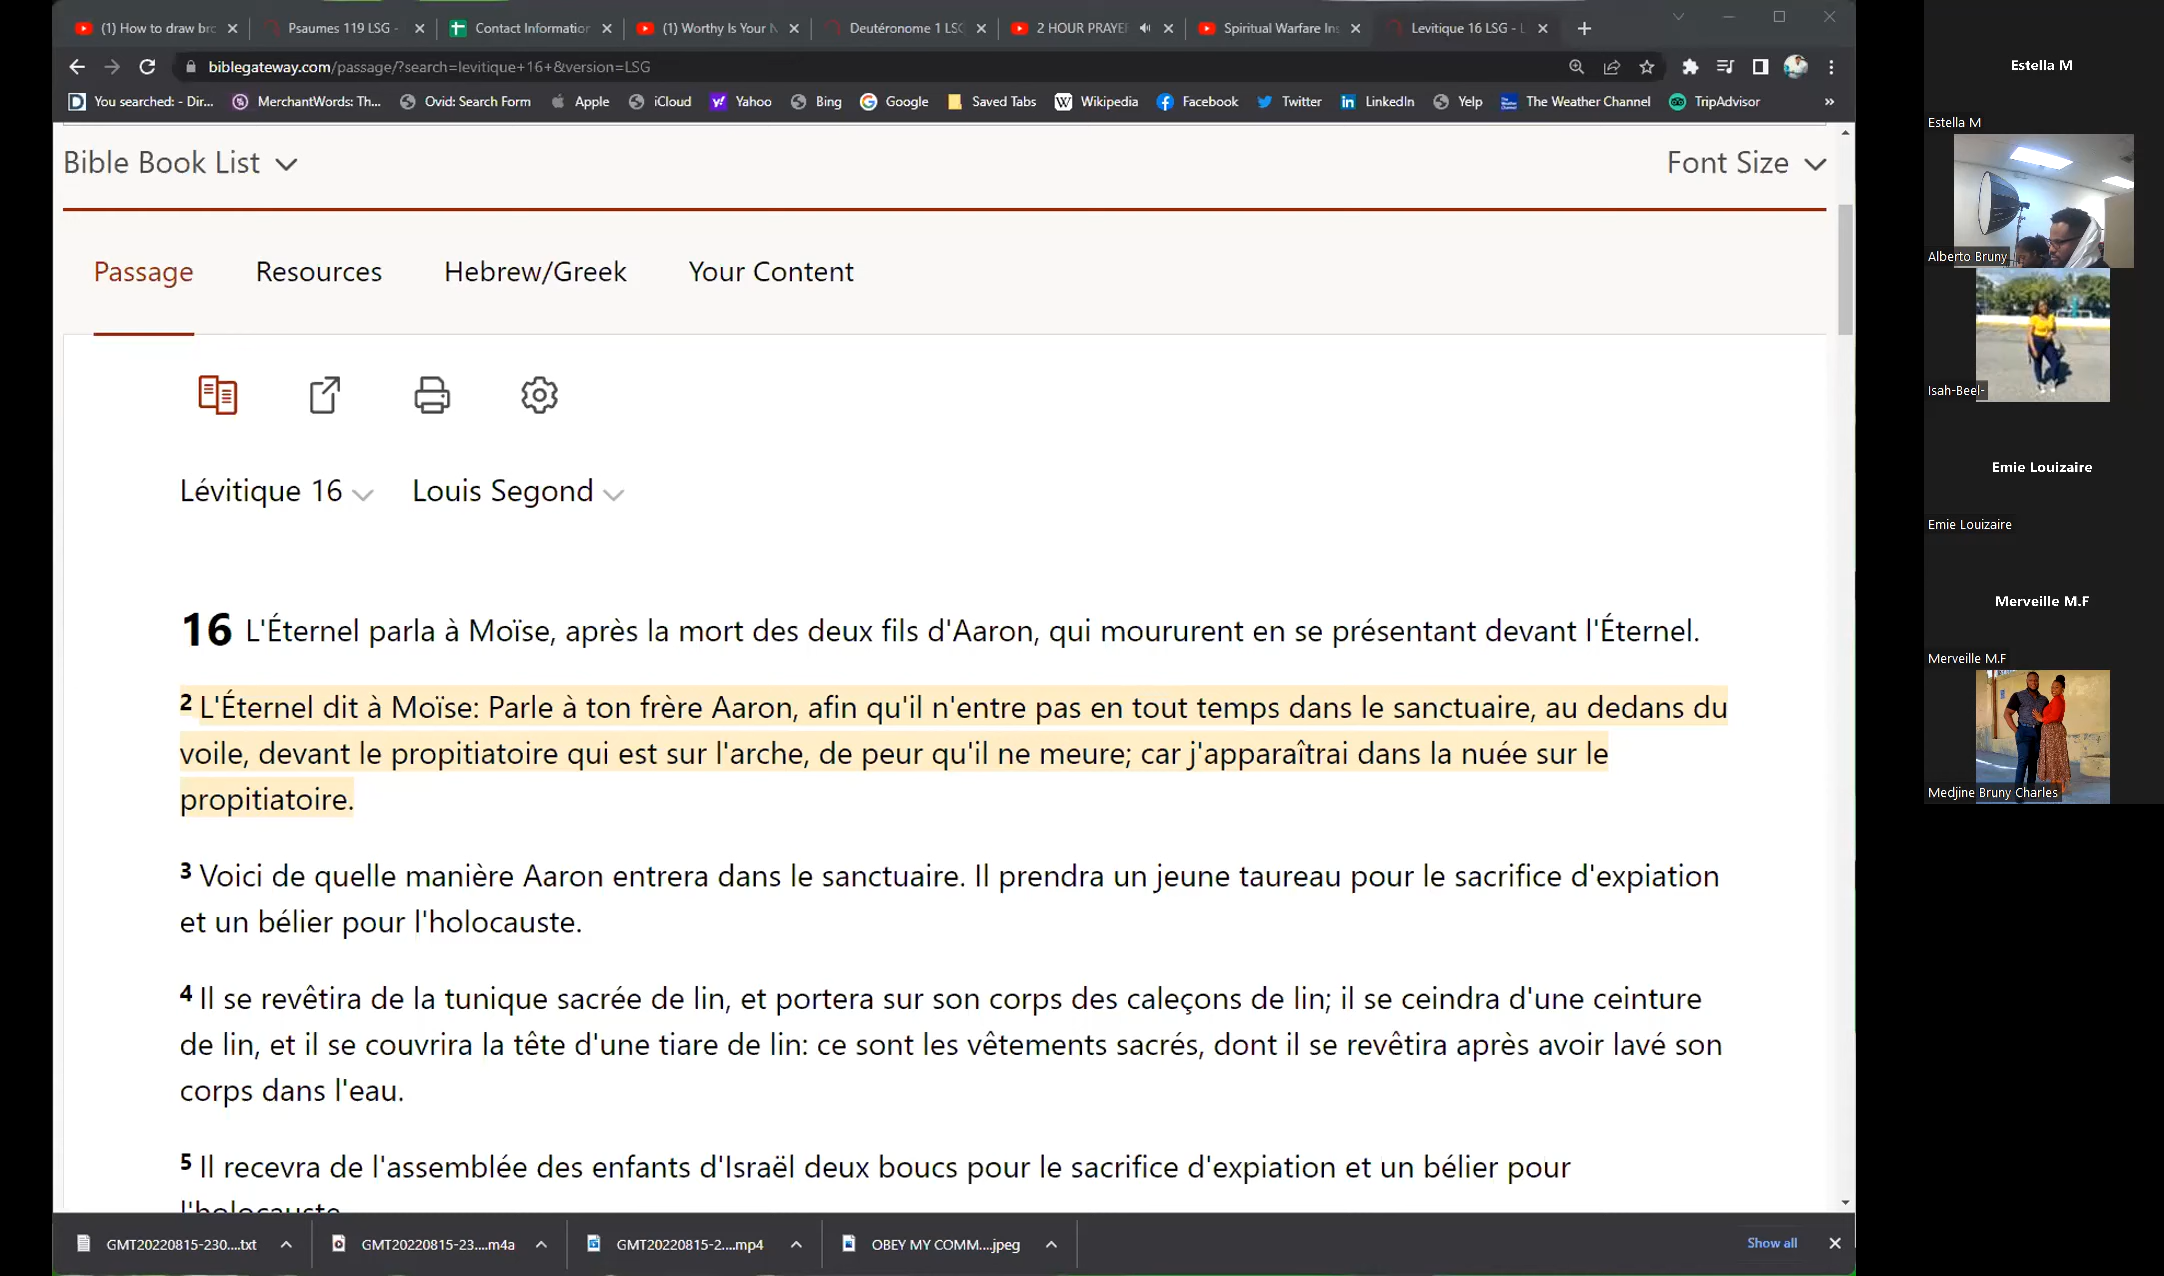 (1) How to draw brc
Psaumes 119 LSG -
Contact Information
(1) Worthy Is Your N
Deutéronome 1 LSG
2 HOUR PRAYER
Spiritual Warfare Ins
Levitique 16 LSG - L
biblegateway.com/passage/?search=levitique+16+&version=LSG
You searched: - Dir...
MerchantWords: Th...
Ovid: Search Form
Apple
iCloud
Yahoo
Bing
Google
Saved Tabs
Wikipedia
Facebook
Twitter
LinkedIn
Yelp
The Weather Channel
TripAdvisor
»
Bible Book List
Font Size
Passage
Resources
Hebrew/Greek
Your Content
Lévitique 16
Louis Segond
16 L'Éternel parla à Moïse, après la mort des deux fils d'Aaron, qui moururent en se présentant devant l'Éternel.
2 L'Éternel dit à Moïse: Parle à ton frère Aaron, afin qu'il n'entre pas en tout temps dans le sanctuaire, au dedans du
voile, devant le propitiatoire qui est sur l'arche, de peur qu'il ne meure; car j'apparaîtrai dans la nuée sur le
propitiatoire.
3 Voici de quelle manière Aaron entrera dans le sanctuaire. Il prendra un jeune taureau pour le sacrifice d'expiation
et un bélier pour l'holocauste.
4 Il se revêtira de la tunique sacrée de lin, et portera sur son corps des caleçons de lin; il se ceindra d'une ceinture
de lin, et il se couvrira la tête d'une tiare de lin: ce sont les vêtements sacrés, dont il se revêtira après avoir lavé son
corps dans l'eau.
5 Il recevra de l'assemblée des enfants d'Israël deux boucs pour le sacrifice d'expiation et un bélier pour
l'holocauste
GMT20220815-230....txt
GMT20220815-23....m4a
GMT20220815-2....mp4
OBEY MY COMM....jpeg
Show all
Estella M
Estella M
Alberto Bruny
Isah-Beel-
Emie Louizaire
Emie Louizaire
Merveille M.F
Merveille M.F
Medjine Bruny Charles